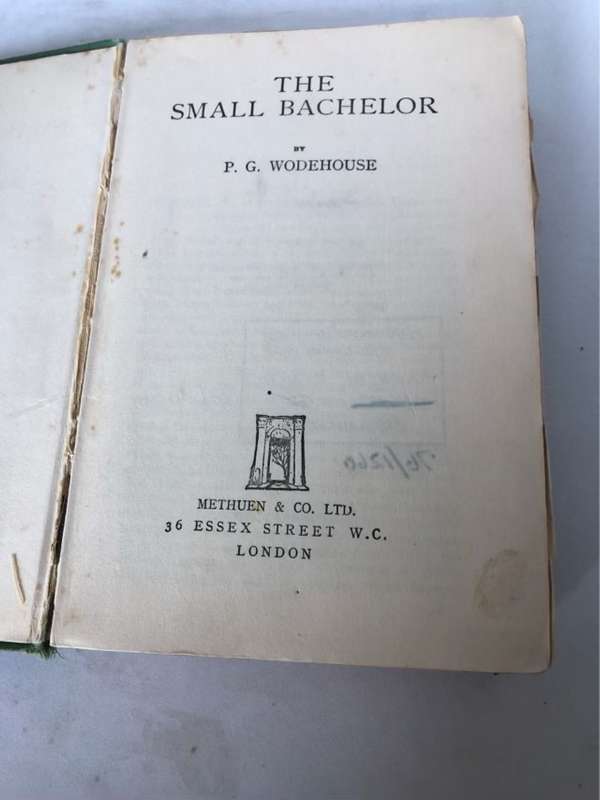 THE
SMALL BACHELOR
BY
P. G. WODEHOUSE
METHUEN & CO. LTD.
36 ESSEX STREET W.C.
LONDON